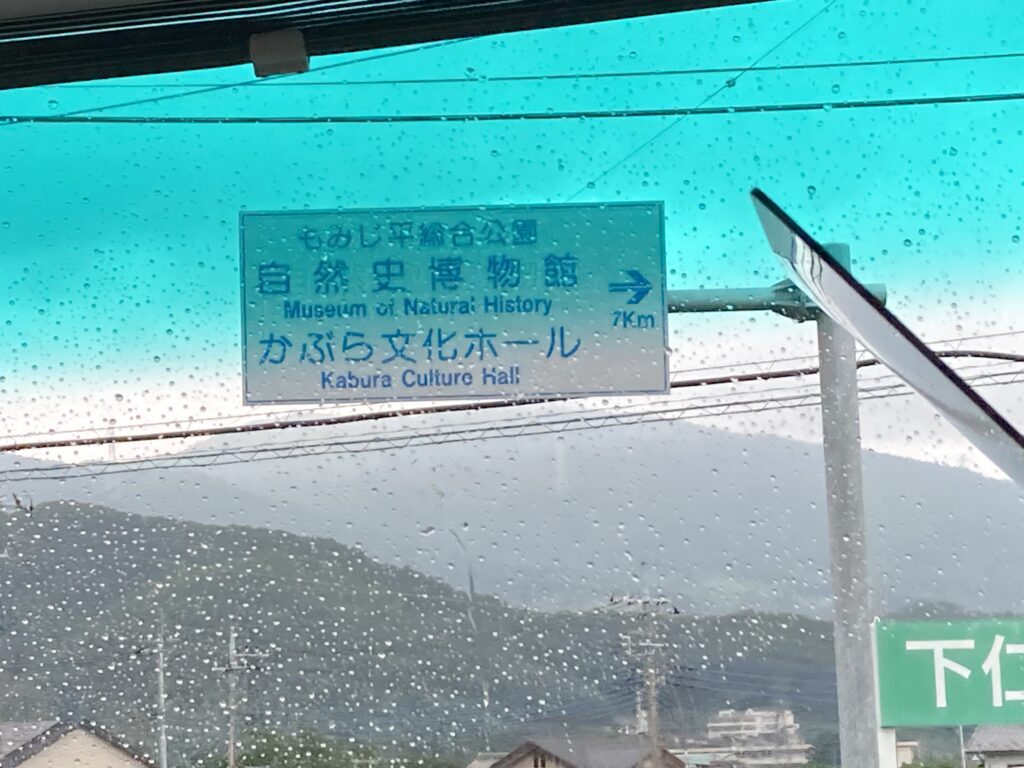 もみじ平総合公園
自然史博物館
Museum of Natural History
7Km
かぶら文化ホール
Kabura Culture Hall
下仁